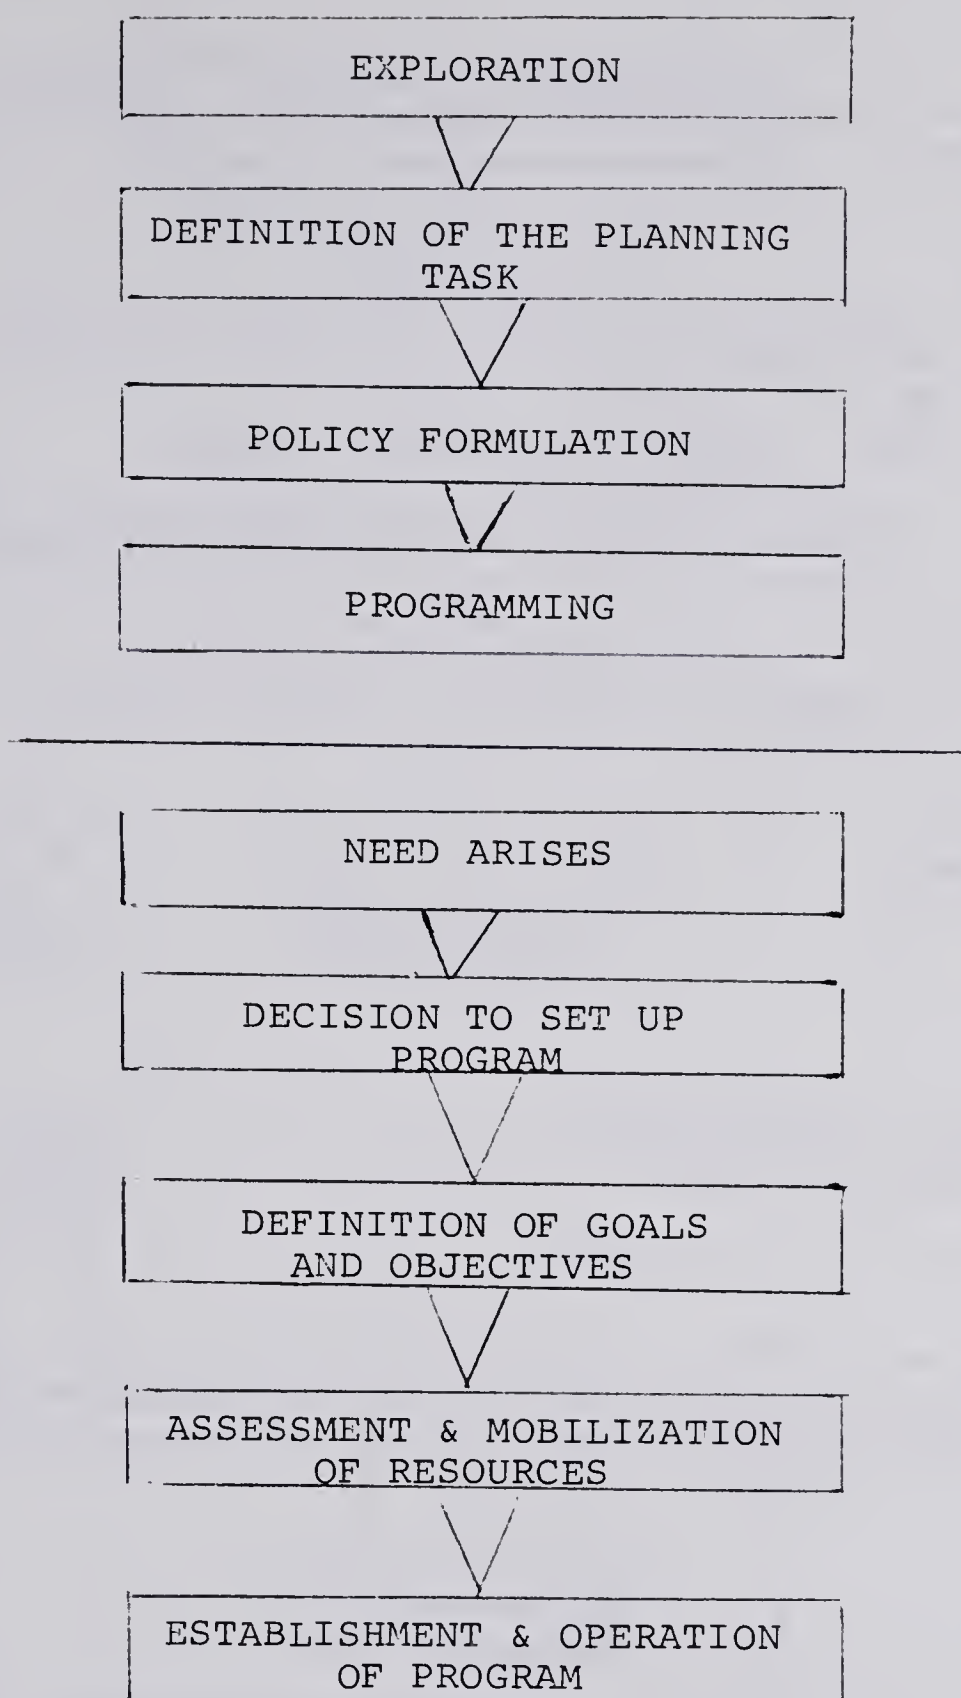 EXPLORATION
DEFINITION OF THE PLANNING
TASK
POLICY FORMULATION
PROGRAMMING
NEED ARISES
DECISION TO SET UP
PROGRAM
DEFINITION OF GOALS
AND OBJECTIVES
ASSESSMENT & MOBILIZATION
OF RESOURCES
ESTABLISHMENT & OPERATION
OF PROGRAM